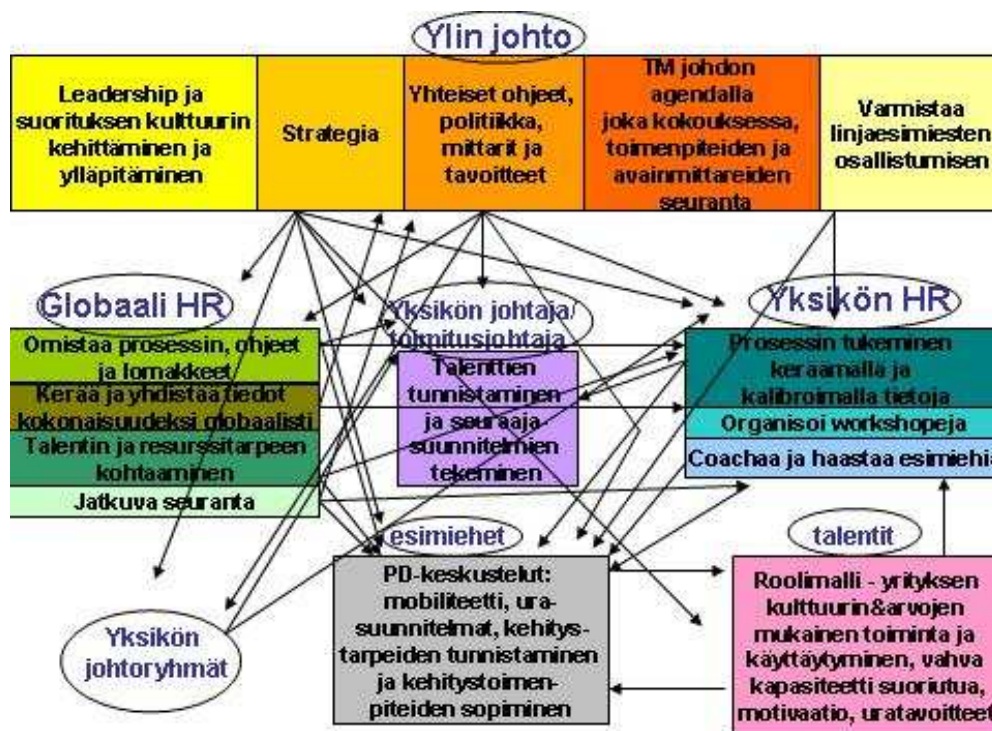 Ylin johto
Leadership ja
suorituksen kulttuurin
kehittäminen ja
ylläpitäminen
Strategia
Yhteiset ohjeet,
politiikka,
mittarit ja
tavoitteet
TM johdon
agendalla
joka kokouksessa,
toimenpiteiden ja
avainmittareiden
seuranta
Varmistaa
linjaesimiesten
osallistumisen
Globaali HR
Omistaa prosessin, ohjeet
ja lomakkeet
Kerää ja yhdistää tiedot
kokonaisuudeksi globaalisti
Talentin ja resurssitarpeen
kohtaaminen
Jatkuva seuranta
Yksikön johtaja/
toimitusjohtaja
Talenttien
tunnistaminen
ja seuraaja-
suunnitelmien
tekeminen
Yksikön HR
Prosessin tukeminen
keräämällä ja
kalibroimalla tietoja
Organisoi workshopeja
Coachaa ja haastaa esimiehiä
Yksikön
johtoryhmät
esimiehet
PD-keskustelut:
mobiliteetti, ura-
suunnitelmat, kehitys-
tarpeiden tunnistaminen
ja kehitystoimen-
piteiden sopiminen
talentit
Roolimalli - yrityksen
kulttuurin&arvojen
mukainen toiminta ja
käyttäytyminen, vahva
kapasiteetti suoriutua,
motivaatio, uratavoitteet